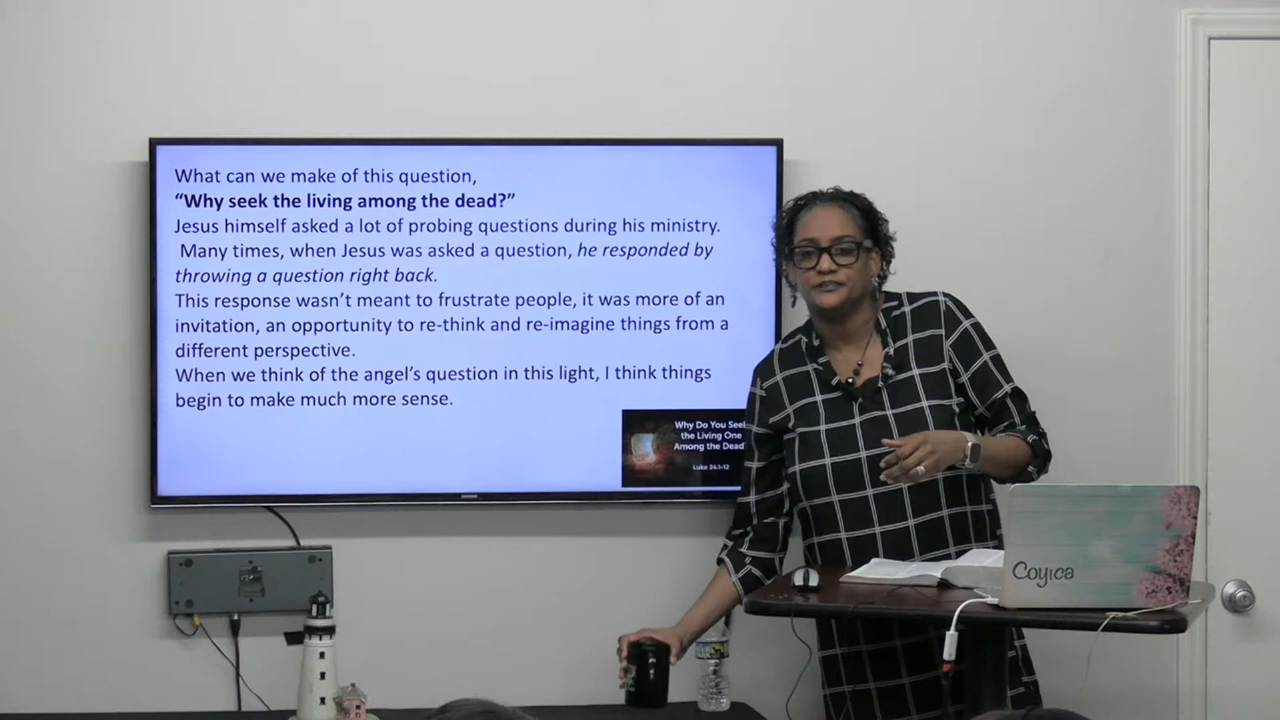 What can we make of this question,
“Why seek the living among the dead?”
Jesus himself asked a lot of probing questions during his ministry.
Many times, when Jesus was asked a question, he responded by
throwing a question right back.
This response wasn’t meant to frustrate people, it was more of an
invitation, an opportunity to re-think and re-imagine things from a
different perspective.
When we think of the angel’s question in this light, I think things
begin to make much more sense.
Why Do You See
the Living One
Among the Dead
Luke 24:1-12
Coyica